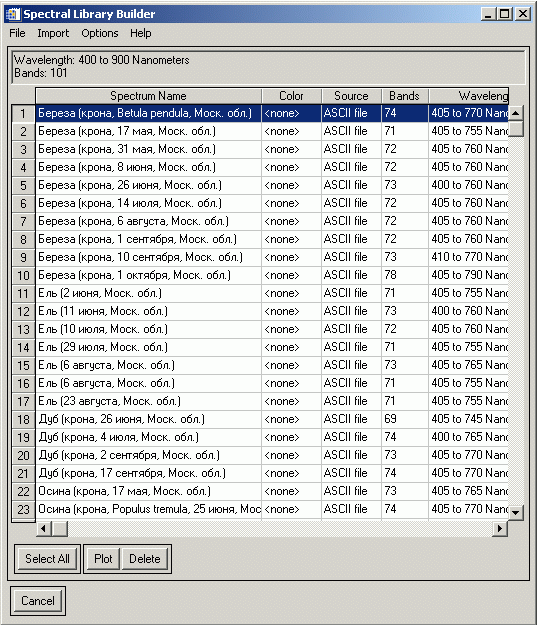 Spectral Library Builder
File Import Options Help
Wavelength: 400 to 900 Nanometers
Bands: 101
Spectrum Name Color Source Bands Waveleng
1 Береза (крона, Betula pendula, Моск. обл.) <none> ASCII file 74 405 to 770 Nano
2 Береза (крона, 17 мая, Моск. обл.) <none> ASCII file 71 405 to 755 Nano
3 Береза (крона, 31 мая, Моск. обл.) <none> ASCII file 72 405 to 760 Nano
4 Береза (крона, 8 июня, Моск. обл.) <none> ASCII file 72 405 to 760 Nano
5 Береза (крона, 26 июня, Моск. обл.) <none> ASCII file 73 400 to 760 Nano
6 Береза (крона, 14 июля, Моск. обл.) <none> ASCII file 72 405 to 760 Nano
7 Береза (крона, 6 августа, Моск. обл.) <none> ASCII file 72 405 to 760 Nano
8 Береза (крона, 1 сентября, Моск. обл.) <none> ASCII file 72 405 to 760 Nano
9 Береза (крона, 10 сентября, Моск. обл.) <none> ASCII file 73 410 to 770 Nano
10 Береза (крона, 1 октября, Моск. обл.) <none> ASCII file 78 405 to 790 Nano
11 Ель (2 июня, Моск. обл.) <none> ASCII file 71 405 to 755 Nano
12 Ель (11 июня, Моск. обл.) <none> ASCII file 73 400 to 760 Nano
13 Ель (10 июля, Моск. обл.) <none> ASCII file 72 405 to 760 Nano
14 Ель (29 июля, Моск. обл.) <none> ASCII file 71 405 to 755 Nano
15 Ель (6 августа, Моск. обл.) <none> ASCII file 73 405 to 765 Nano
16 Ель (6 августа, Моск. обл.) <none> ASCII file 71 405 to 755 Nano
17 Ель (23 августа, Моск. обл.) <none> ASCII file 71 405 to 755 Nano
18 Дуб (крона, 26 июня, Моск. обл.) <none> ASCII file 69 405 to 745 Nano
19 Дуб (крона, 4 июля, Моск. обл.) <none> ASCII file 74 400 to 765 Nano
20 Дуб (крона, 2 сентября, Моск. обл.) <none> ASCII file 73 405 to 770 Nano
21 Дуб (крона, 17 сентября, Моск. обл.) <none> ASCII file 74 405 to 770 Nano
22 Осина (крона, 17 мая, Моск. обл.) <none> ASCII file 73 405 to 765 Nano
23 Осина (крона, Populus tremula, 25 июня, Мос <none> ASCII file 74 405 to 770 Nano
Select All Plot Delete
Cancel